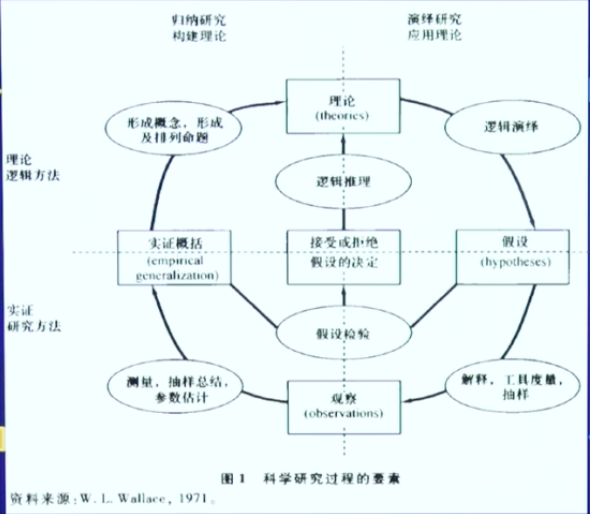 归纳研究
构建理论
演绎研究
应用理论
理论
(theories)
形成概念，形成
及排列命题
逻辑演绎
理论
逻辑方法
逻辑推理
实证概括
(empirical
generalization)
接受或拒绝
假设的决定
假设
(hypotheses)
实证
研究方法
假设检验
测量，抽样总结，
参数估计
观察
(observations)
解释，工具度量，
抽样
图1 科学研究过程的要素
资料来源：W. L. Wallace, 1971。